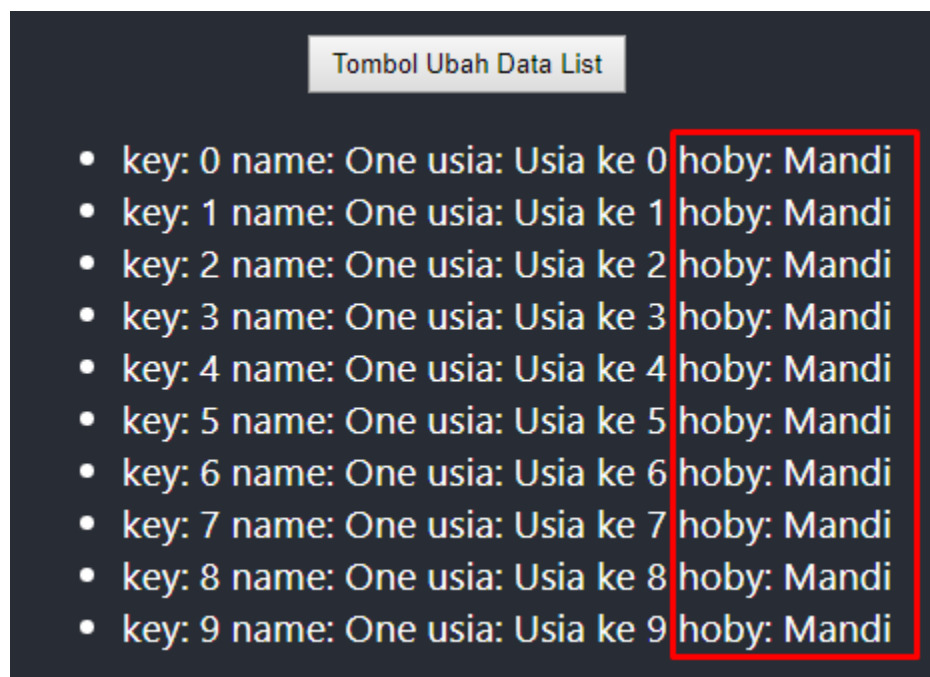 Tombol Ubah Data List
• key: 0 name: One usia: Usia ke 0 hoby: Mandi
• key: 1 name: One usia: Usia ke 1 hoby: Mandi
• key: 2 name: One usia: Usia ke 2 hoby: Mandi
• key: 3 name: One usia: Usia ke 3 hoby: Mandi
• key: 4 name: One usia: Usia ke 4 hoby: Mandi
• key: 5 name: One usia: Usia ke 5 hoby: Mandi
• key: 6 name: One usia: Usia ke 6 hoby: Mandi
• key: 7 name: One usia: Usia ke 7 hoby: Mandi
• key: 8 name: One usia: Usia ke 8 hoby: Mandi
• key: 9 name: One usia: Usia ke 9 hoby: Mandi